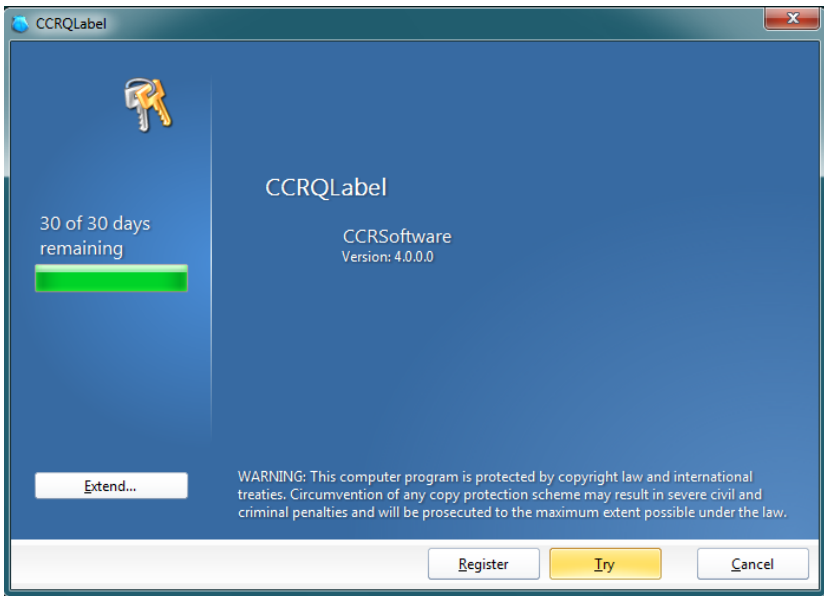 CCRQLabel
30 of 30 days
remaining
Extend...
CCRQLabel
CCRSoftware
Version: 4.0.0.0
WARNING: This computer program is protected by copyright law and international
treaties. Circumvention of any copy protection scheme may result in severe civil and
criminal penalties and will be prosecuted to the maximum extent possible under the law.
Register
Try
Cancel